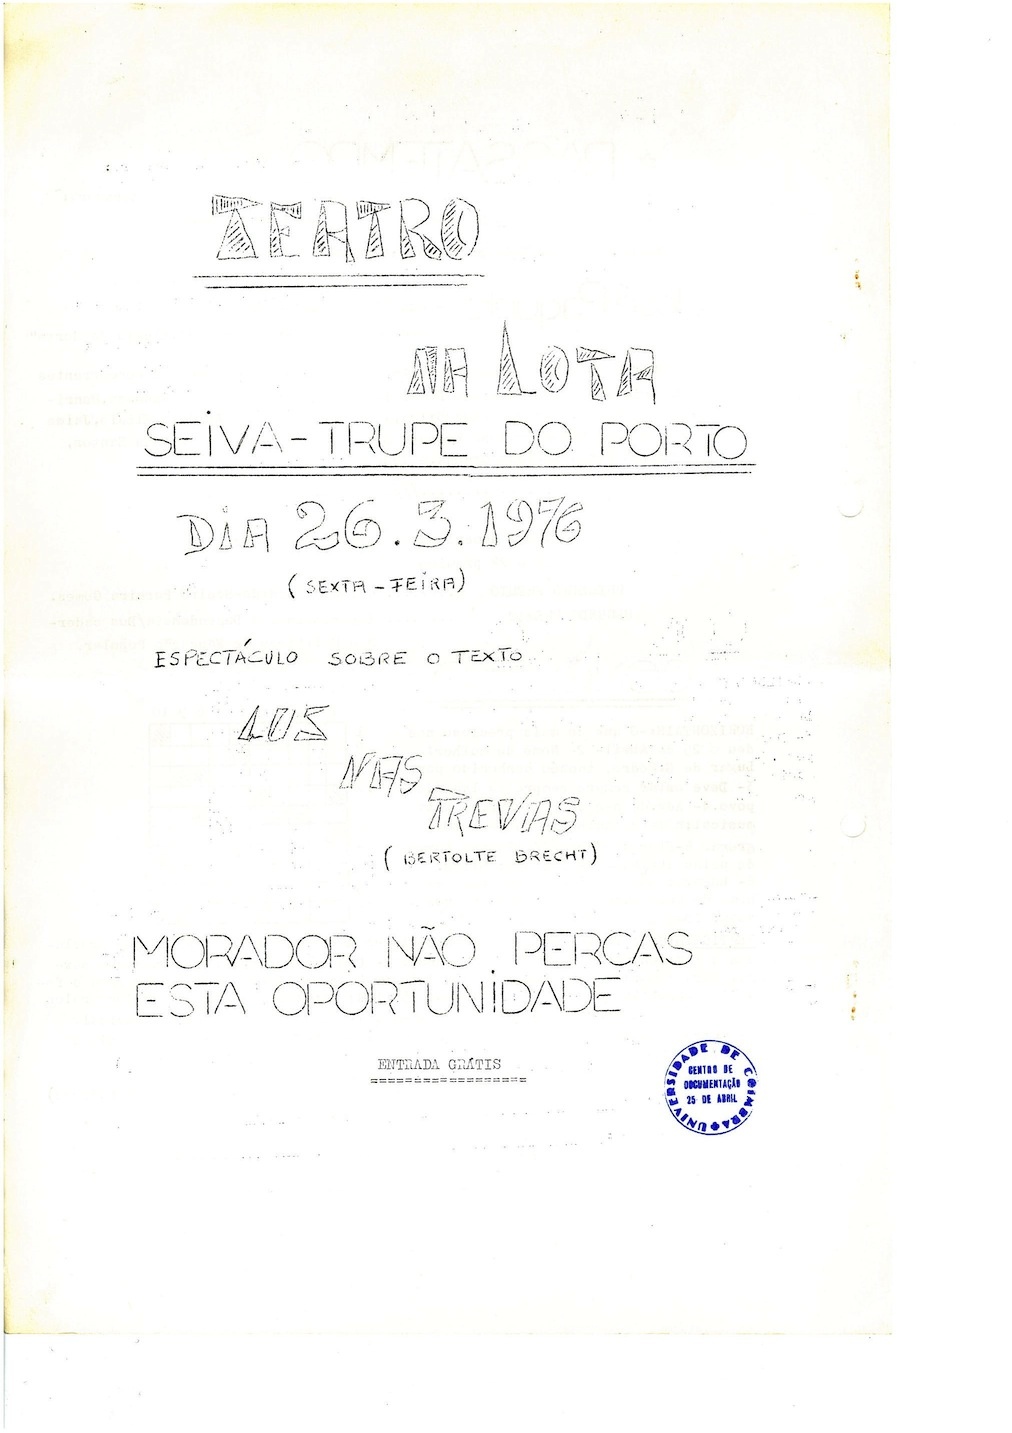 TEATRO
NA LOTA
SEIVA-TRUPE DO PORTO
DIA 26.3.1976
(SEXTA-FEIRA)
ESPECTÁCULO SOBRE O TEXTO
LUS
NAS
TREVAS
(BERTOLTE BRECHT)
MORADOR NÃO PERCAS
ESTA OPORTUNIDADE
ENTRADA GRÁTIS
==================
UNIVERSIDADE DE COIMBRA
CENTRO DE
DOCUMENTAÇÃO
25 DE ABRIL